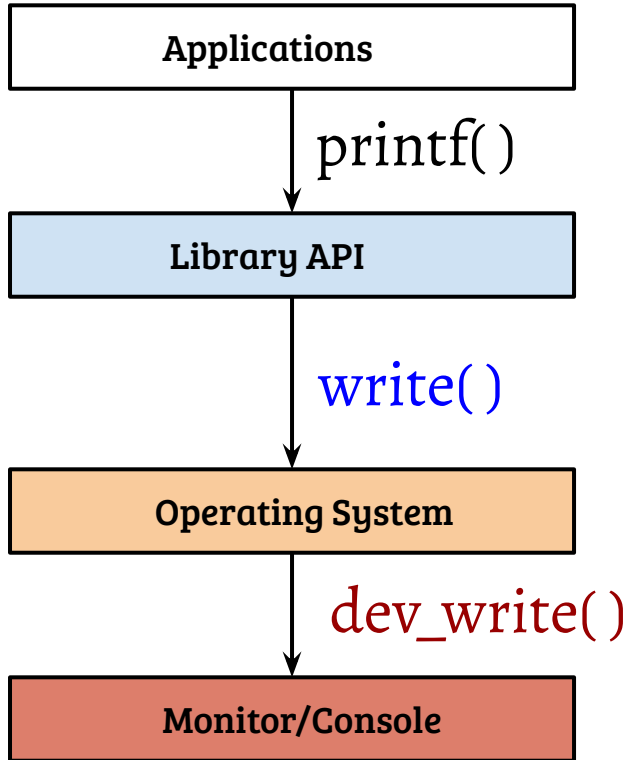 Applications
printf( )
Library API
write( )
Operating System
dev_write( )
Monitor/Console